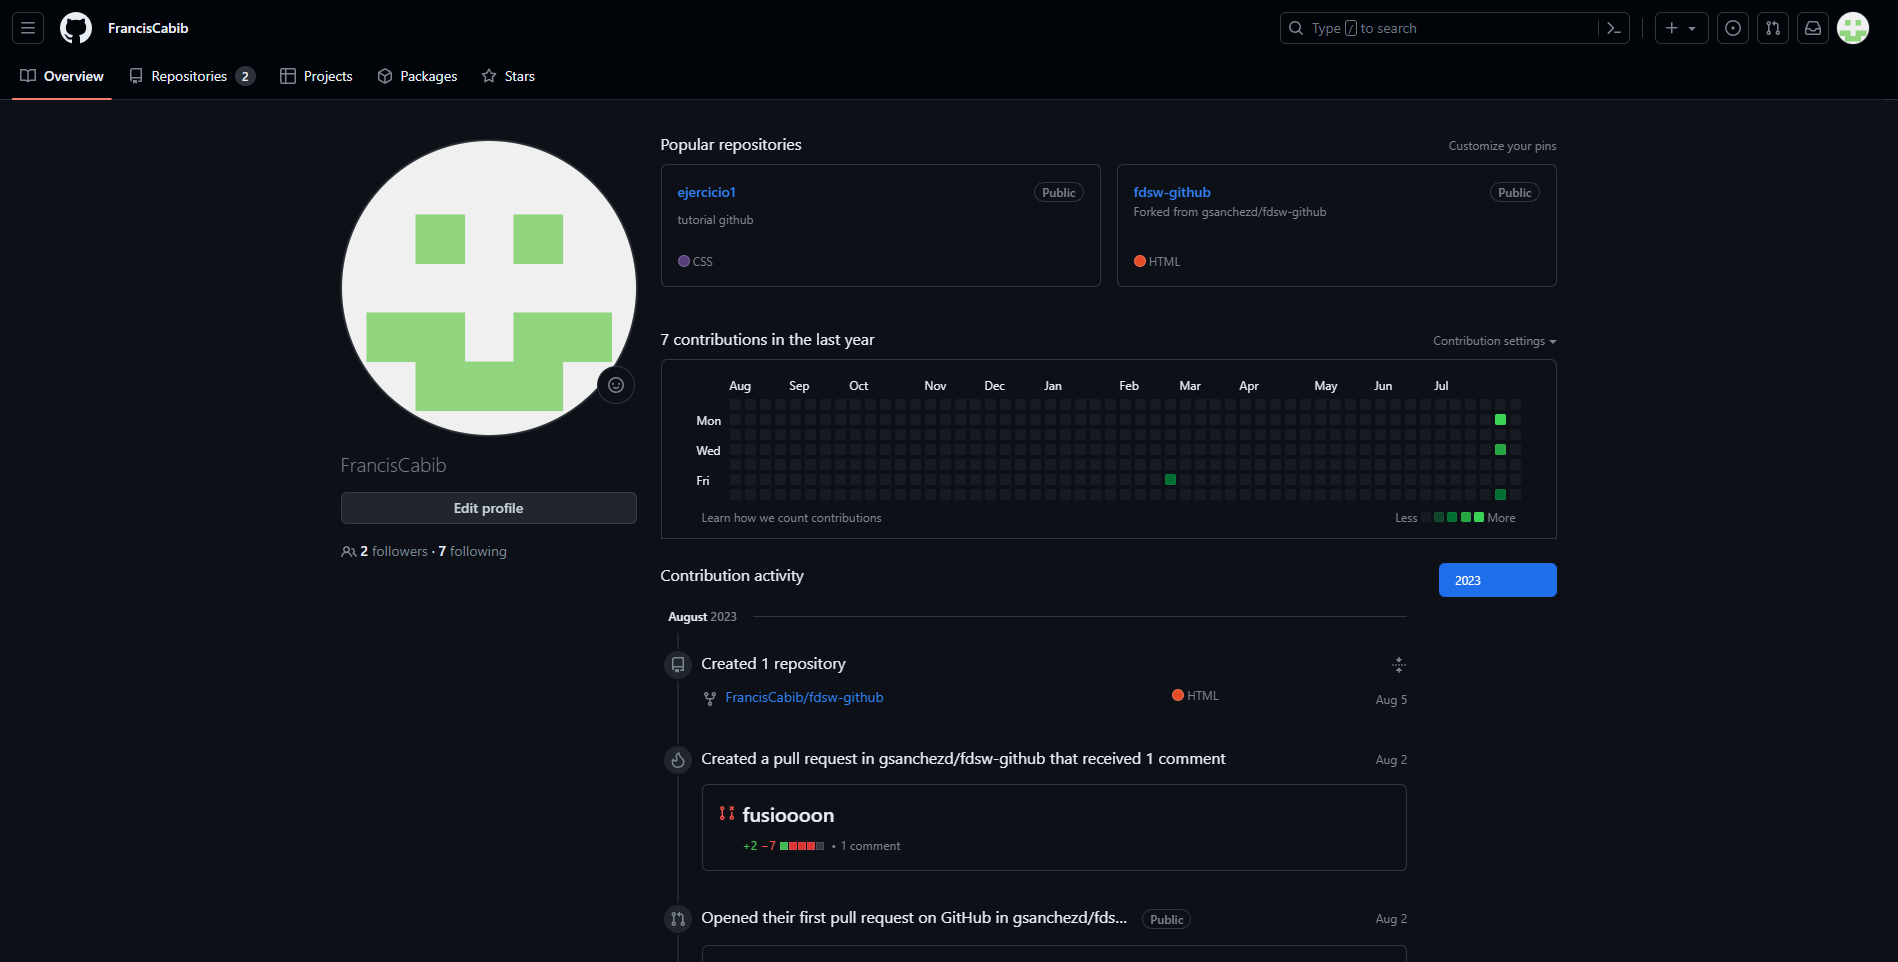 FrancisCabib
Type / to search
Overview
Repositories 2
Projects
Packages
Stars
FrancisCabib
Edit profile
2 followers · 7 following
Popular repositories
Customize your pins
ejercicio1
Public
tutorial github
CSS
fdsw-github
Public
Forked from gsanchezd/fdsw-github
HTML
7 contributions in the last year
Contribution settings
Aug Sep Oct Nov Dec Jan Feb Mar Apr May Jun Jul
Mon
Wed
Fri
Learn how we count contributions
Less More
Contribution activity
2023
August 2023
Created 1 repository
FrancisCabib/fdsw-github
HTML
Aug 5
Created a pull request in gsanchezd/fdsw-github that received 1 comment
Aug 2
fusioooon
+2 −7 • 1 comment
Opened their first pull request on GitHub in gsanchezd/fds...
Public
Aug 2